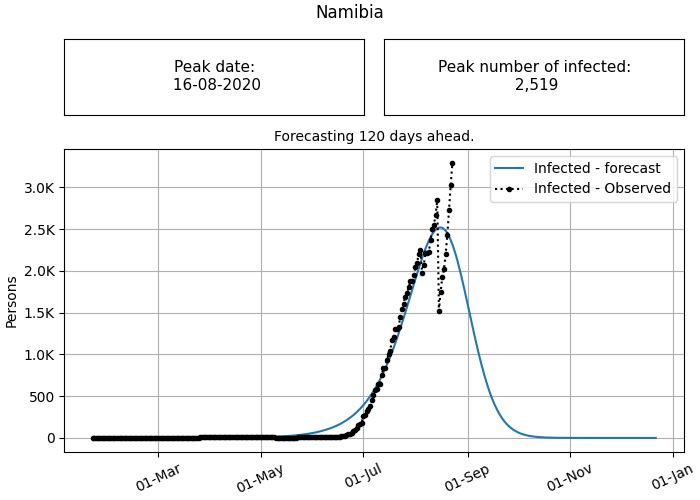 Namibia
Peak date:
16-08-2020
Peak number of infected:
2,519
Forecasting 120 days ahead.
Infected - forecast
Infected - Observed
Persons
3.0K
2.5K
2.0K
1.5K
1.0K
500
0
01-Mar
01-May
01-Jul
01-Sep
01-Nov
01-Jan